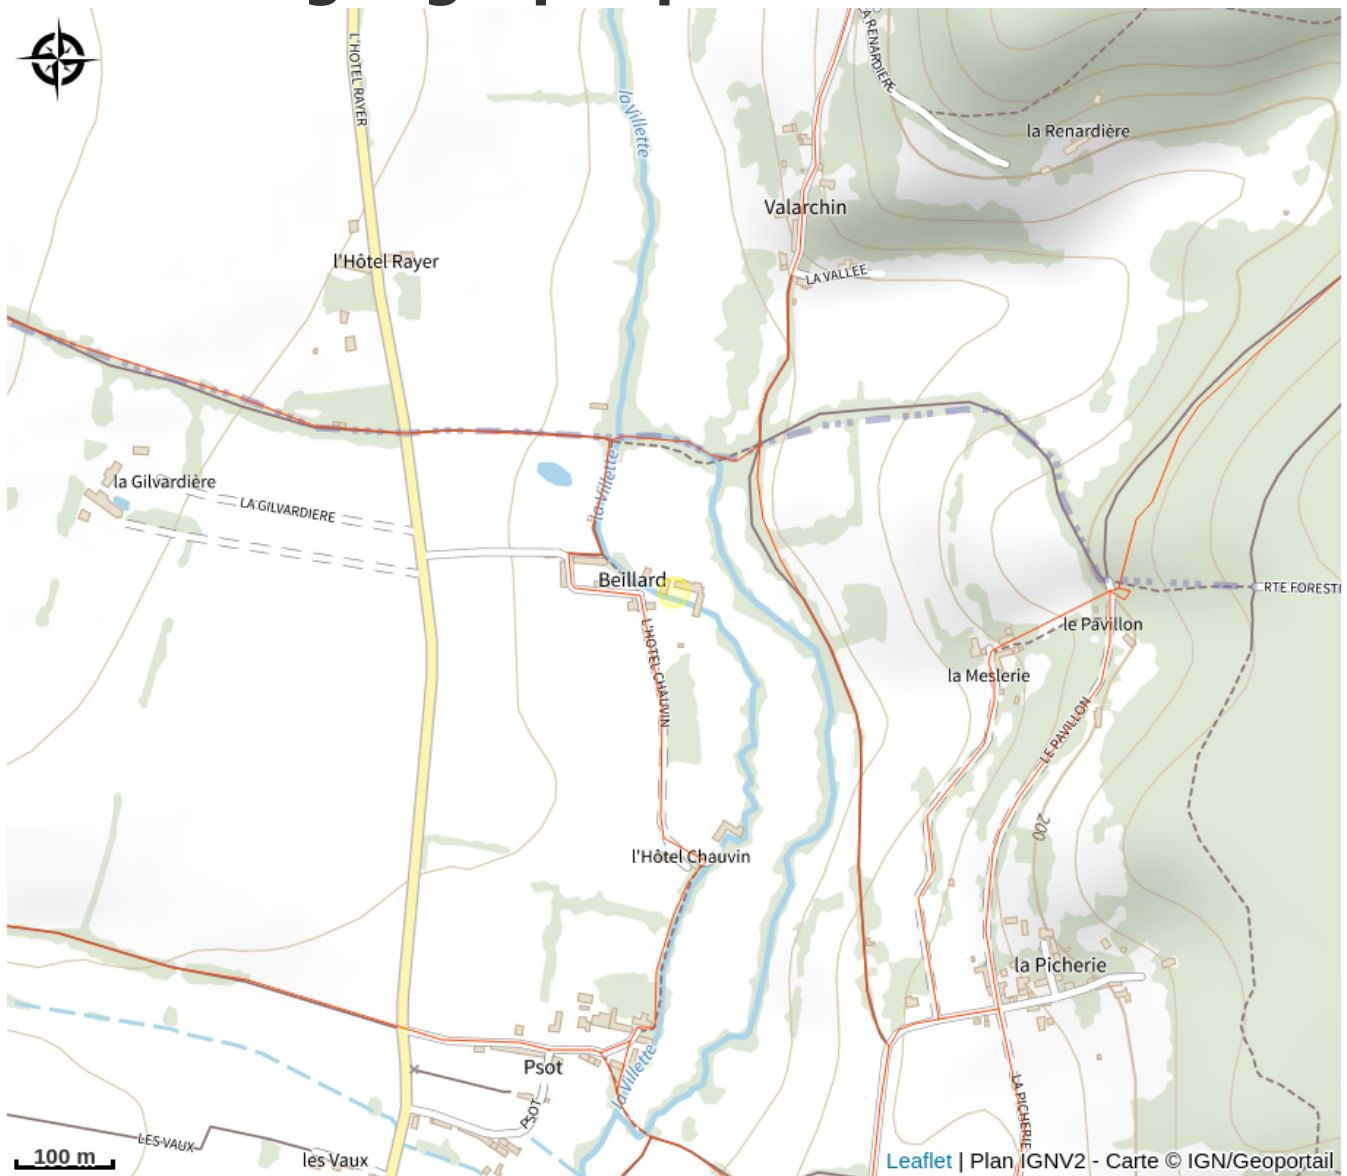 L'HOTEL RAYER
la Villette
LA RENARDIERE
la Renardière
Valarchin
l'Hôtel Rayer
LA VALLEE
la Gilvardière
LA GILVARDIERE
la Villette
Beillard
RTE FORESTI
le Pavillon
L'HOTEL CHAUVIN
la Meslerie
LE PAVILLON
200
l'Hôtel Chauvin
la Picherie
Psot
la Villette
PSOT
LA PICHERIE
LES VAUX
les Vaux
100 m
Leaflet | Plan IGNV2 - Carte © IGN/Geoportail